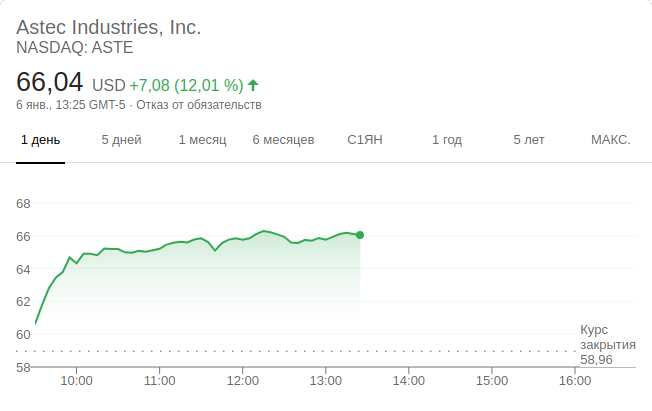 Astec Industries, Inc.
NASDAQ: ASTE
66,04 USD +7,08 (12,01 %)
6 янв., 13:25 GMT-5 · Отказ от обязательств
1 день 5 дней 1 месяц 6 месяцев С1ЯН 1 год 5 лет МАКС.
68
66
64
62
60
Курс
закрытия
58,96
58
10:00 11:00 12:00 13:00 14:00 15:00 16:00